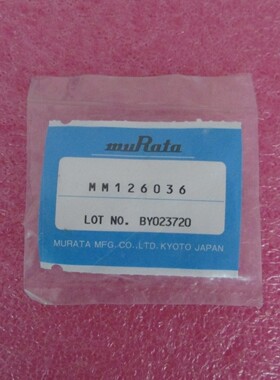 muRata
MM126036
LOT NO. BY023720
MURATA MFG.CO.,LTD.KYOTO JAPAN